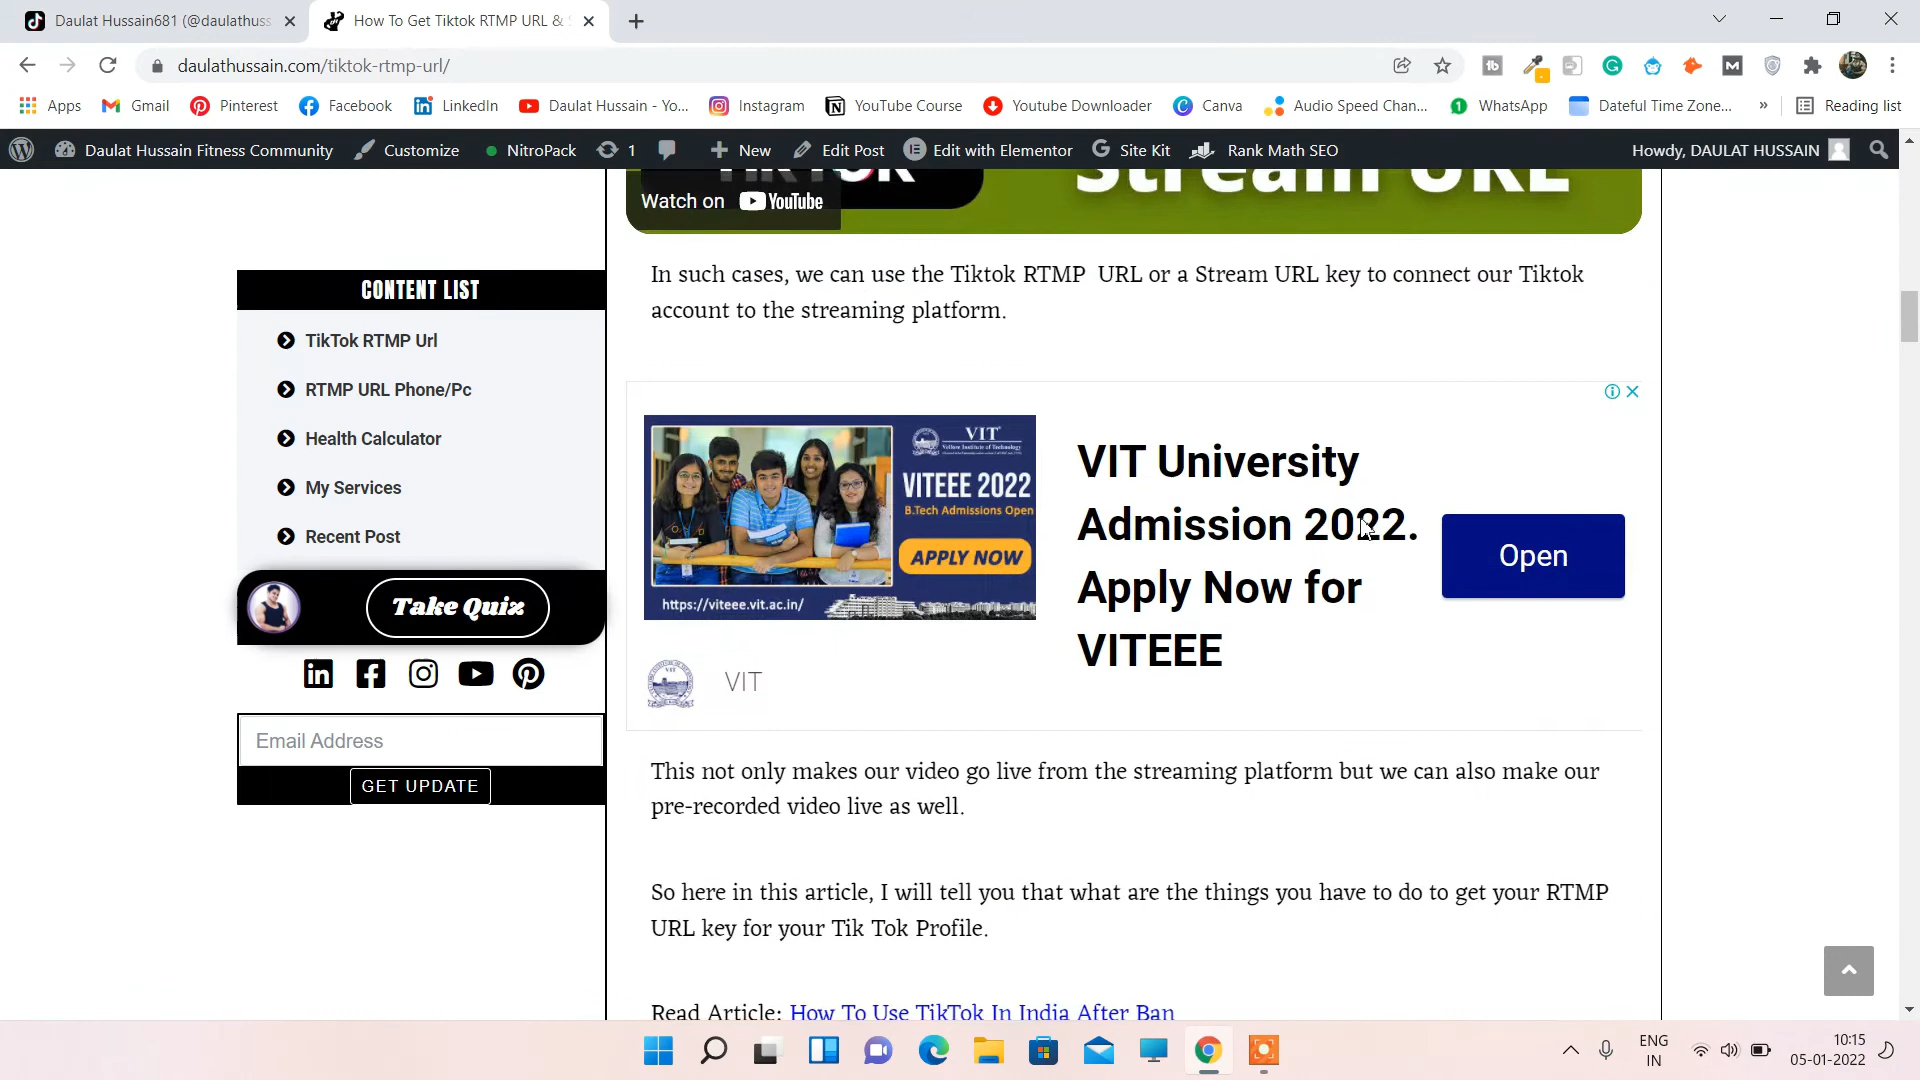 Daulat Hussain681 (@daulathuss
How To Get Tiktok RTMP URL &
daulathussain.com/tiktok-rtmp-url/
Apps Gmail Pinterest Facebook LinkedIn Daulat Hussain - Yo... Instagram YouTube Course Youtube Downloader Canva Audio Speed Chan... WhatsApp Dateful Time Zone... » Reading list
Daulat Hussain Fitness Community Customize NitroPack 1 New Edit Post Edit with Elementor Site Kit Rank Math SEO Howdy, DAULAT HUSSAIN
Stream URL
Watch on YouTube
CONTENT LIST
TikTok RTMP Url
RTMP URL Phone/Pc
Health Calculator
My Services
Recent Post
Take Quiz
Email Address
GET UPDATE
In such cases, we can use the Tiktok RTMP URL or a Stream URL key to connect our Tiktok
account to the streaming platform.
VIT
Vellore Institute of Technology
VITEEE 2022
B.Tech Admissions Open
APPLY NOW
https://viteee.vit.ac.in/
VIT University
Admission 2022.
Apply Now for
VITEEE
Open
VIT
This not only makes our video go live from the streaming platform but we can also make our
pre-recorded video live as well.
So here in this article, I will tell you that what are the things you have to do to get your RTMP
URL key for your Tik Tok Profile.
Read Article: How To Use TikTok In India After Ban
ENG
IN
10:15
05-01-2022